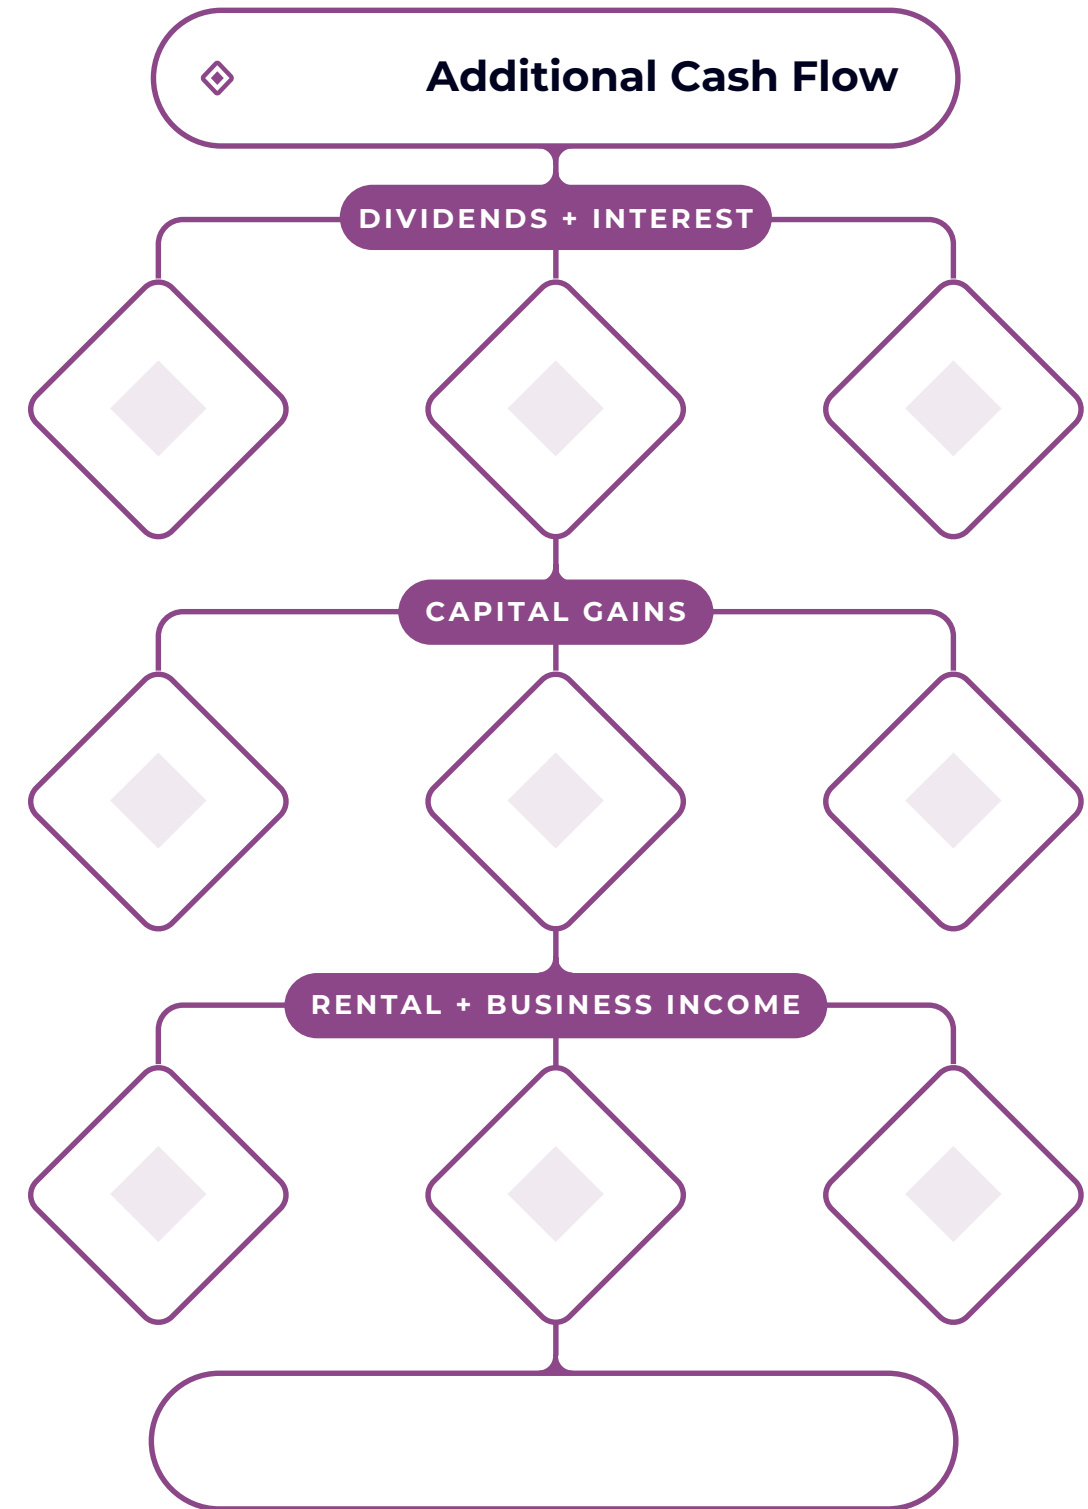 Additional Cash Flow
DIVIDENDS + INTEREST
CAPITAL GAINS
RENTAL + BUSINESS INCOME